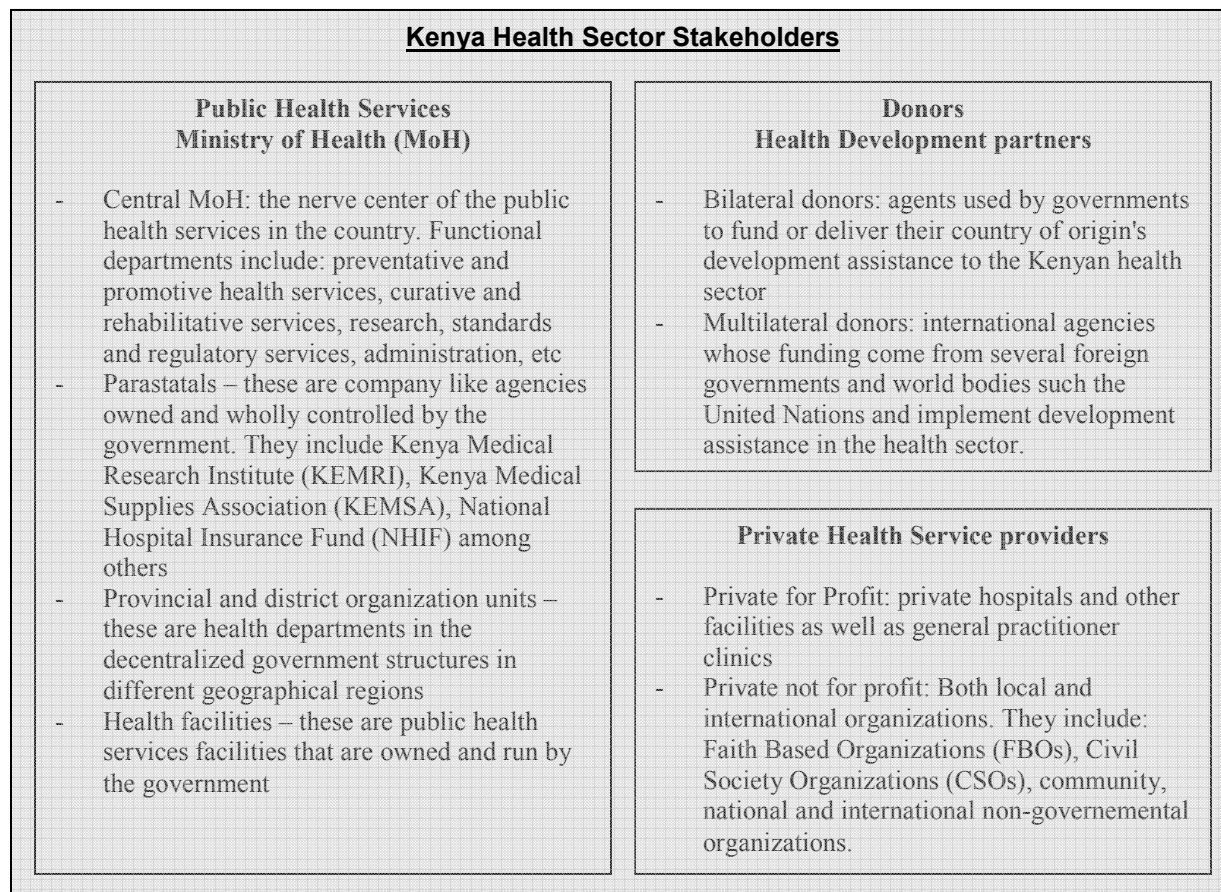 Kenya Health Sector Stakeholders
Public Health Services
Ministry of Health (MoH)
- Central MoH: the nerve center of the public
health services in the country. Functional
departments include: preventative and
promotive health services, curative and
rehabilitative services, research, standards
and regulatory services, administration, etc
- Parastatals – these are company like agencies
owned and wholly controlled by the
government. They include Kenya Medical
Research Institute (KEMRI), Kenya Medical
Supplies Association (KEMSA), National
Hospital Insurance Fund (NHIF) among
others
- Provincial and district organization units –
these are health departments in the
decentralized government structures in
different geographical regions
- Health facilities – these are public health
services facilities that are owned and run by
the government
Donors
Health Development partners
- Bilateral donors: agents used by governments
to fund or deliver their country of origin's
development assistance to the Kenyan health
sector
- Multilateral donors: international agencies
whose funding come from several foreign
governments and world bodies such the
United Nations and implement development
assistance in the health sector.
Private Health Service providers
- Private for Profit: private hospitals and other
facilities as well as general practitioner
clinics
- Private not for profit: Both local and
international organizations. They include:
Faith Based Organizations (FBOs), Civil
Society Organizations (CSOs), community,
national and international non-governemental
organizations.